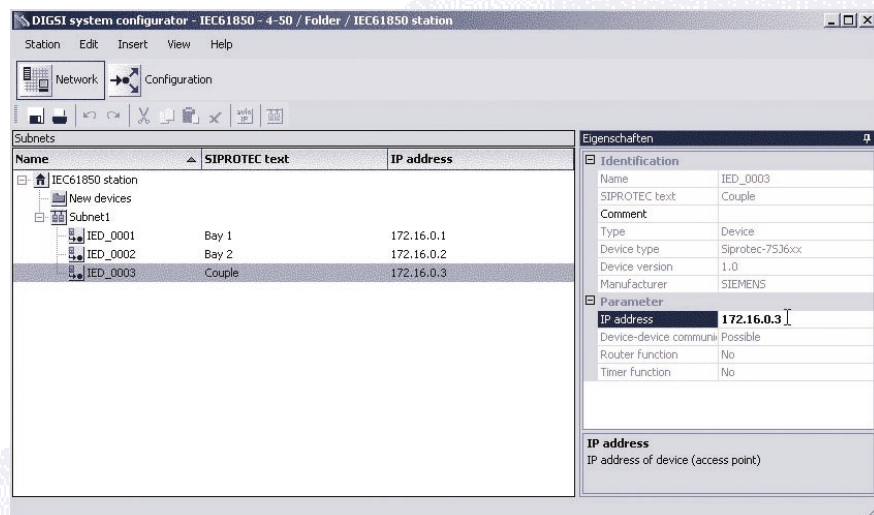 DIGSI system configurator - IEC61850 - 4-50 / Folder / IEC61850 station
Station Edit Insert View Help
Network Configuration
Subnets
Name SIPROTEC text IP address
IEC61850 station
New devices
Subnet1
IED_0001 Bay 1 172.16.0.1
IED_0002 Bay 2 172.16.0.2
IED_0003 Couple 172.16.0.3
Eigenschaften
Identification
Name IED_0003
SIPROTEC text Couple
Comment
Type Device
Device type Siprotec-7SJ6xx
Device version 1.0
Manufacturer SIEMENS
Parameter
IP address 172.16.0.3
Device-device communi Possible
Router function No
Timer function No
IP address
IP address of device (access point)